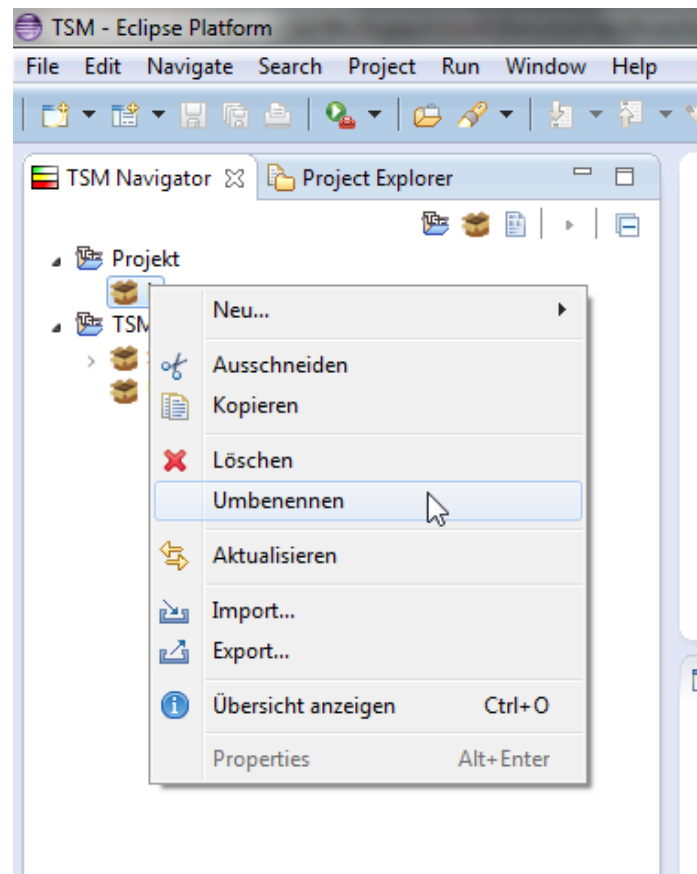 TSM - Eclipse Platform
File Edit Navigate Search Project Run Window Help
TSM Navigator Project Explorer
Projekt
TSM
Neu...
Ausschneiden
Kopieren
Löschen
Umbenennen
Aktualisieren
Import...
Export...
Übersicht anzeigen Ctrl+O
Properties Alt+Enter